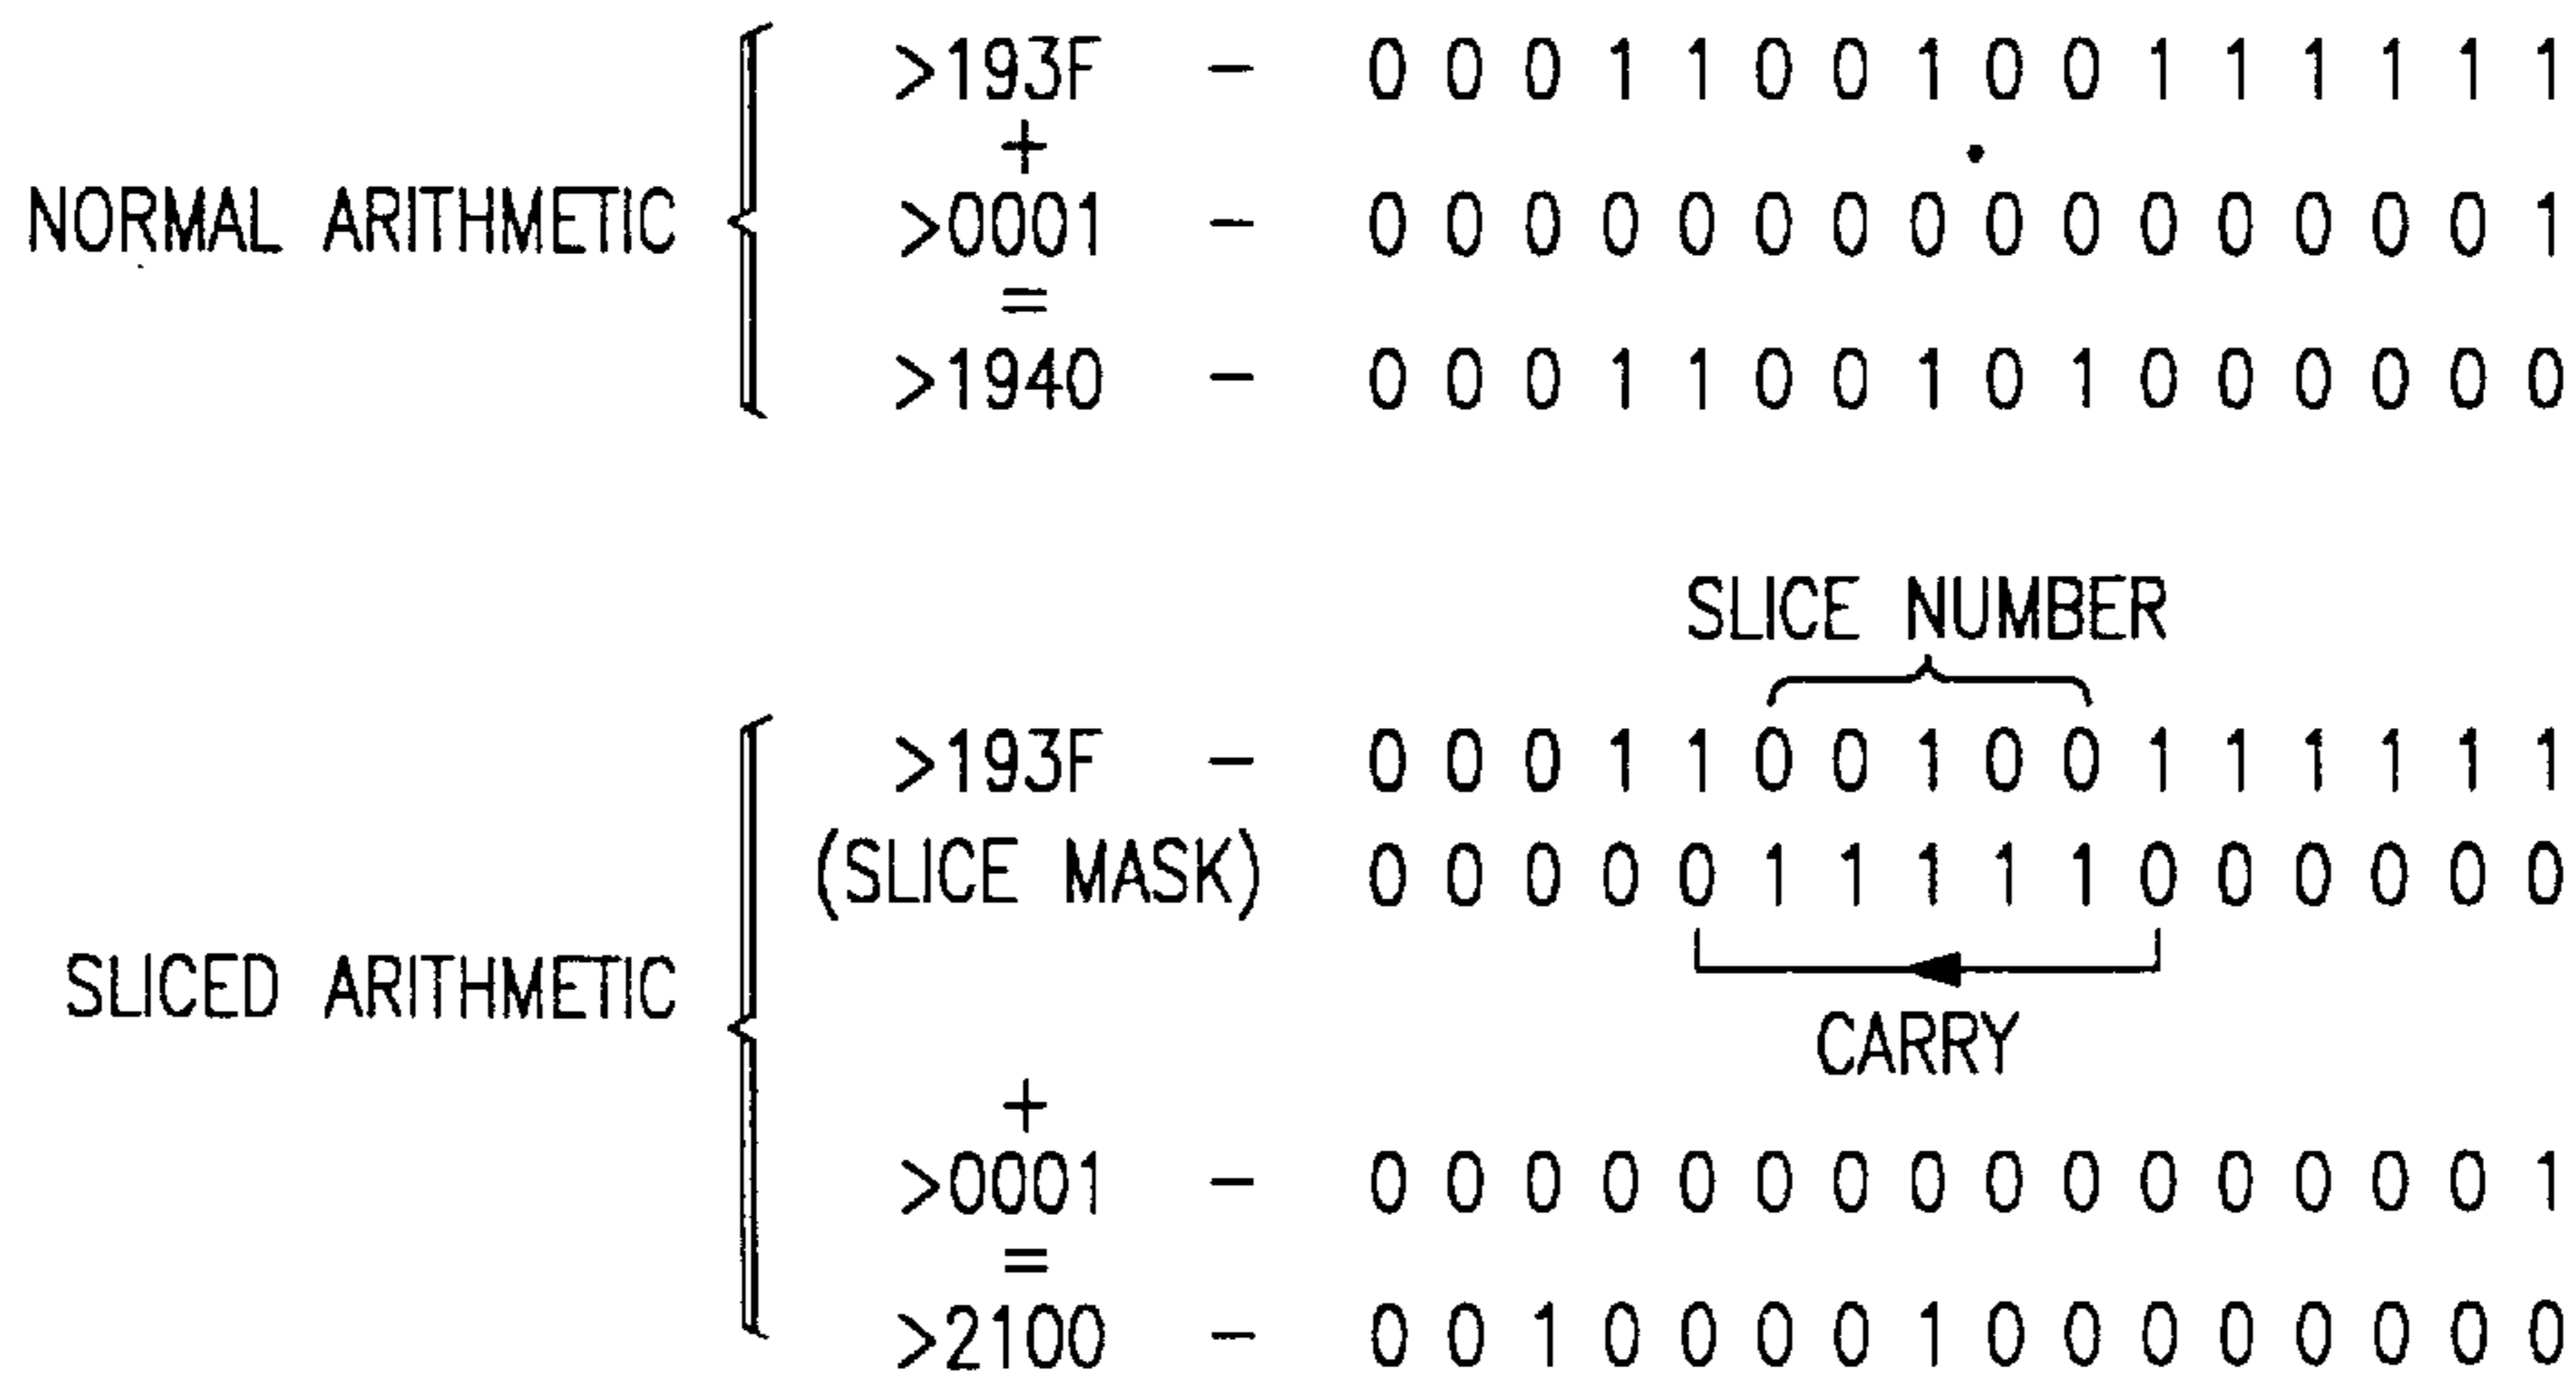 >193F - 0 0 0 1 1 0 0 1 0 0 1 1 1 1 1 1
+
NORMAL ARITHMETIC >0001 - 0 0 0 0 0 0 0 0 0 0 0 0 0 0 0 1
=
>1940 - 0 0 0 1 1 0 0 1 0 1 0 0 0 0 0 0
SLICE NUMBER
>193F - 0 0 0 1 1 0 0 1 0 0 1 1 1 1 1 1
(SLICE MASK) 0 0 0 0 0 1 1 1 1 1 0 0 0 0 0 0
SLICED ARITHMETIC
CARRY
+
>0001 - 0 0 0 0 0 0 0 0 0 0 0 0 0 0 0 1
=
>2100 - 0 0 1 0 0 0 0 1 0 0 0 0 0 0 0 0